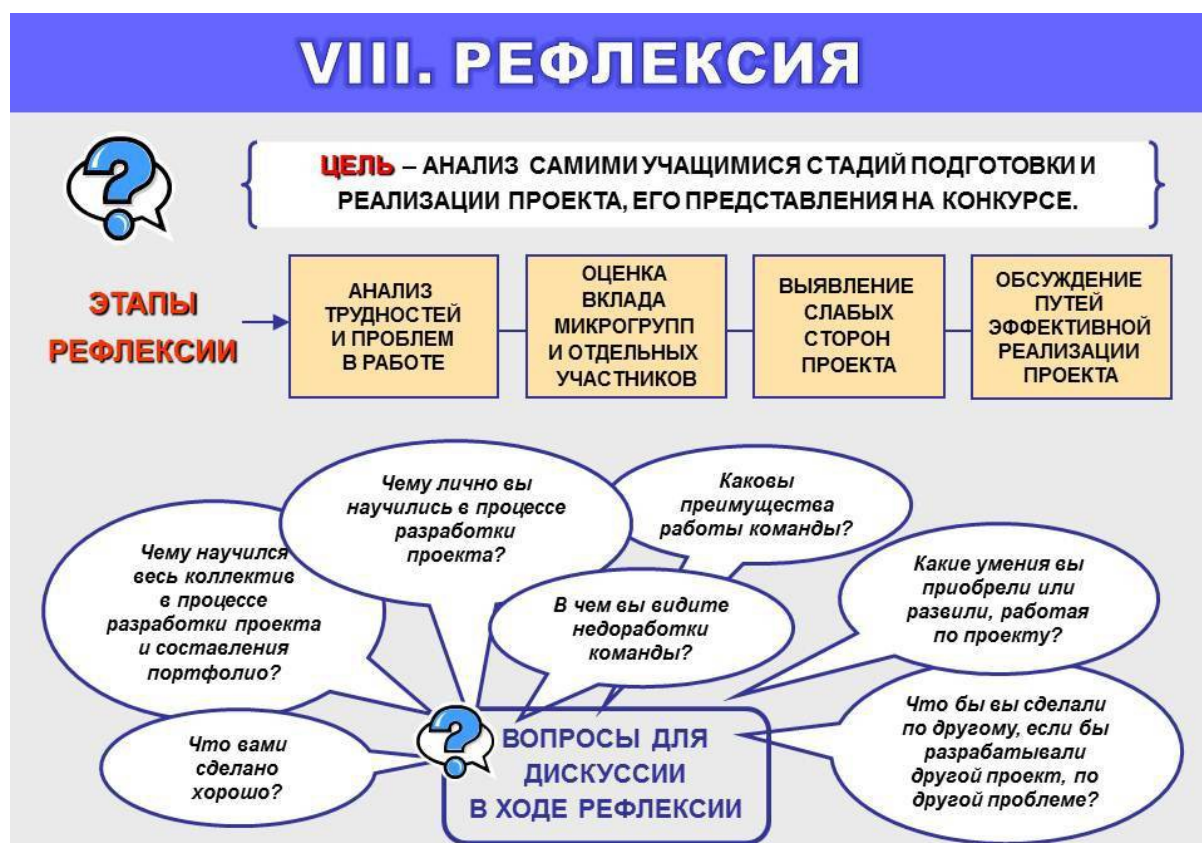 VIII. РЕФЛЕКСИЯ
ЦЕЛЬ – АНАЛИЗ САМИМИ УЧАЩИМИСЯ СТАДИЙ ПОДГОТОВКИ И
РЕАЛИЗАЦИИ ПРОЕКТА, ЕГО ПРЕДСТАВЛЕНИЯ НА КОНКУРСЕ.
ЭТАПЫ
РЕФЛЕКСИИ
АНАЛИЗ
ТРУДНОСТЕЙ
И ПРОБЛЕМ
В РАБОТЕ
ОЦЕНКА
ВКЛАДА
МИКРОГРУПП
И ОТДЕЛЬНЫХ
УЧАСТНИКОВ
ВЫЯВЛЕНИЕ
СЛАБЫХ
СТОРОН
ПРОЕКТА
ОБСУЖДЕНИЕ
ПУТЕЙ
ЭФФЕКТИВНОЙ
РЕАЛИЗАЦИИ
ПРОЕКТА
Чему научился
весь коллектив
в процессе
разработки проекта
и составления
портфолио?
Чему лично вы
научились в процессе
разработки
проекта?
Каковы
преимущества
работы команды?
В чем вы видите
недоработки
команды?
Какие умения вы
приобрели или
развили, работая
по проекту?
Что вами
сделано
хорошо?
Что бы вы сделали
по другому, если бы
разрабатывали
другой проект, по
другой проблеме?
ВОПРОСЫ ДЛЯ
ДИСКУССИИ
В ХОДЕ РЕФЛЕКСИИ